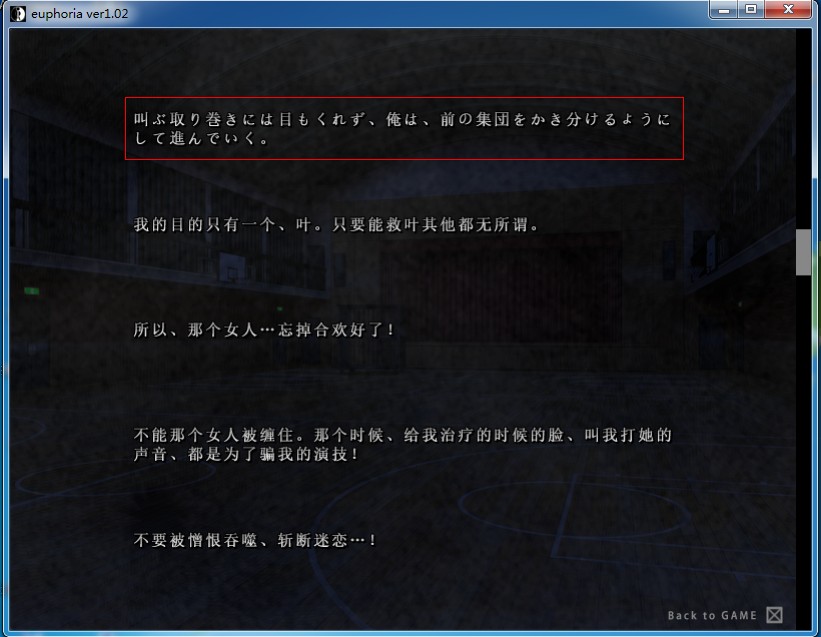 euphoria ver1.02
叫ぶ取り巻きには目もくれず、俺は、前の集団をかき分けるように
して進んでいく。
我的目的只有一个、叶。只要能救叶其他都无所谓。
所以、那个女人…忘掉合欢好了！
不能那个女人被缠住。那个时候、给我治疗的时候的脸、叫我打她的
声音、都是为了骗我的演技！
不要被憎恨吞噬、斩断迷恋…！
Back to GAME